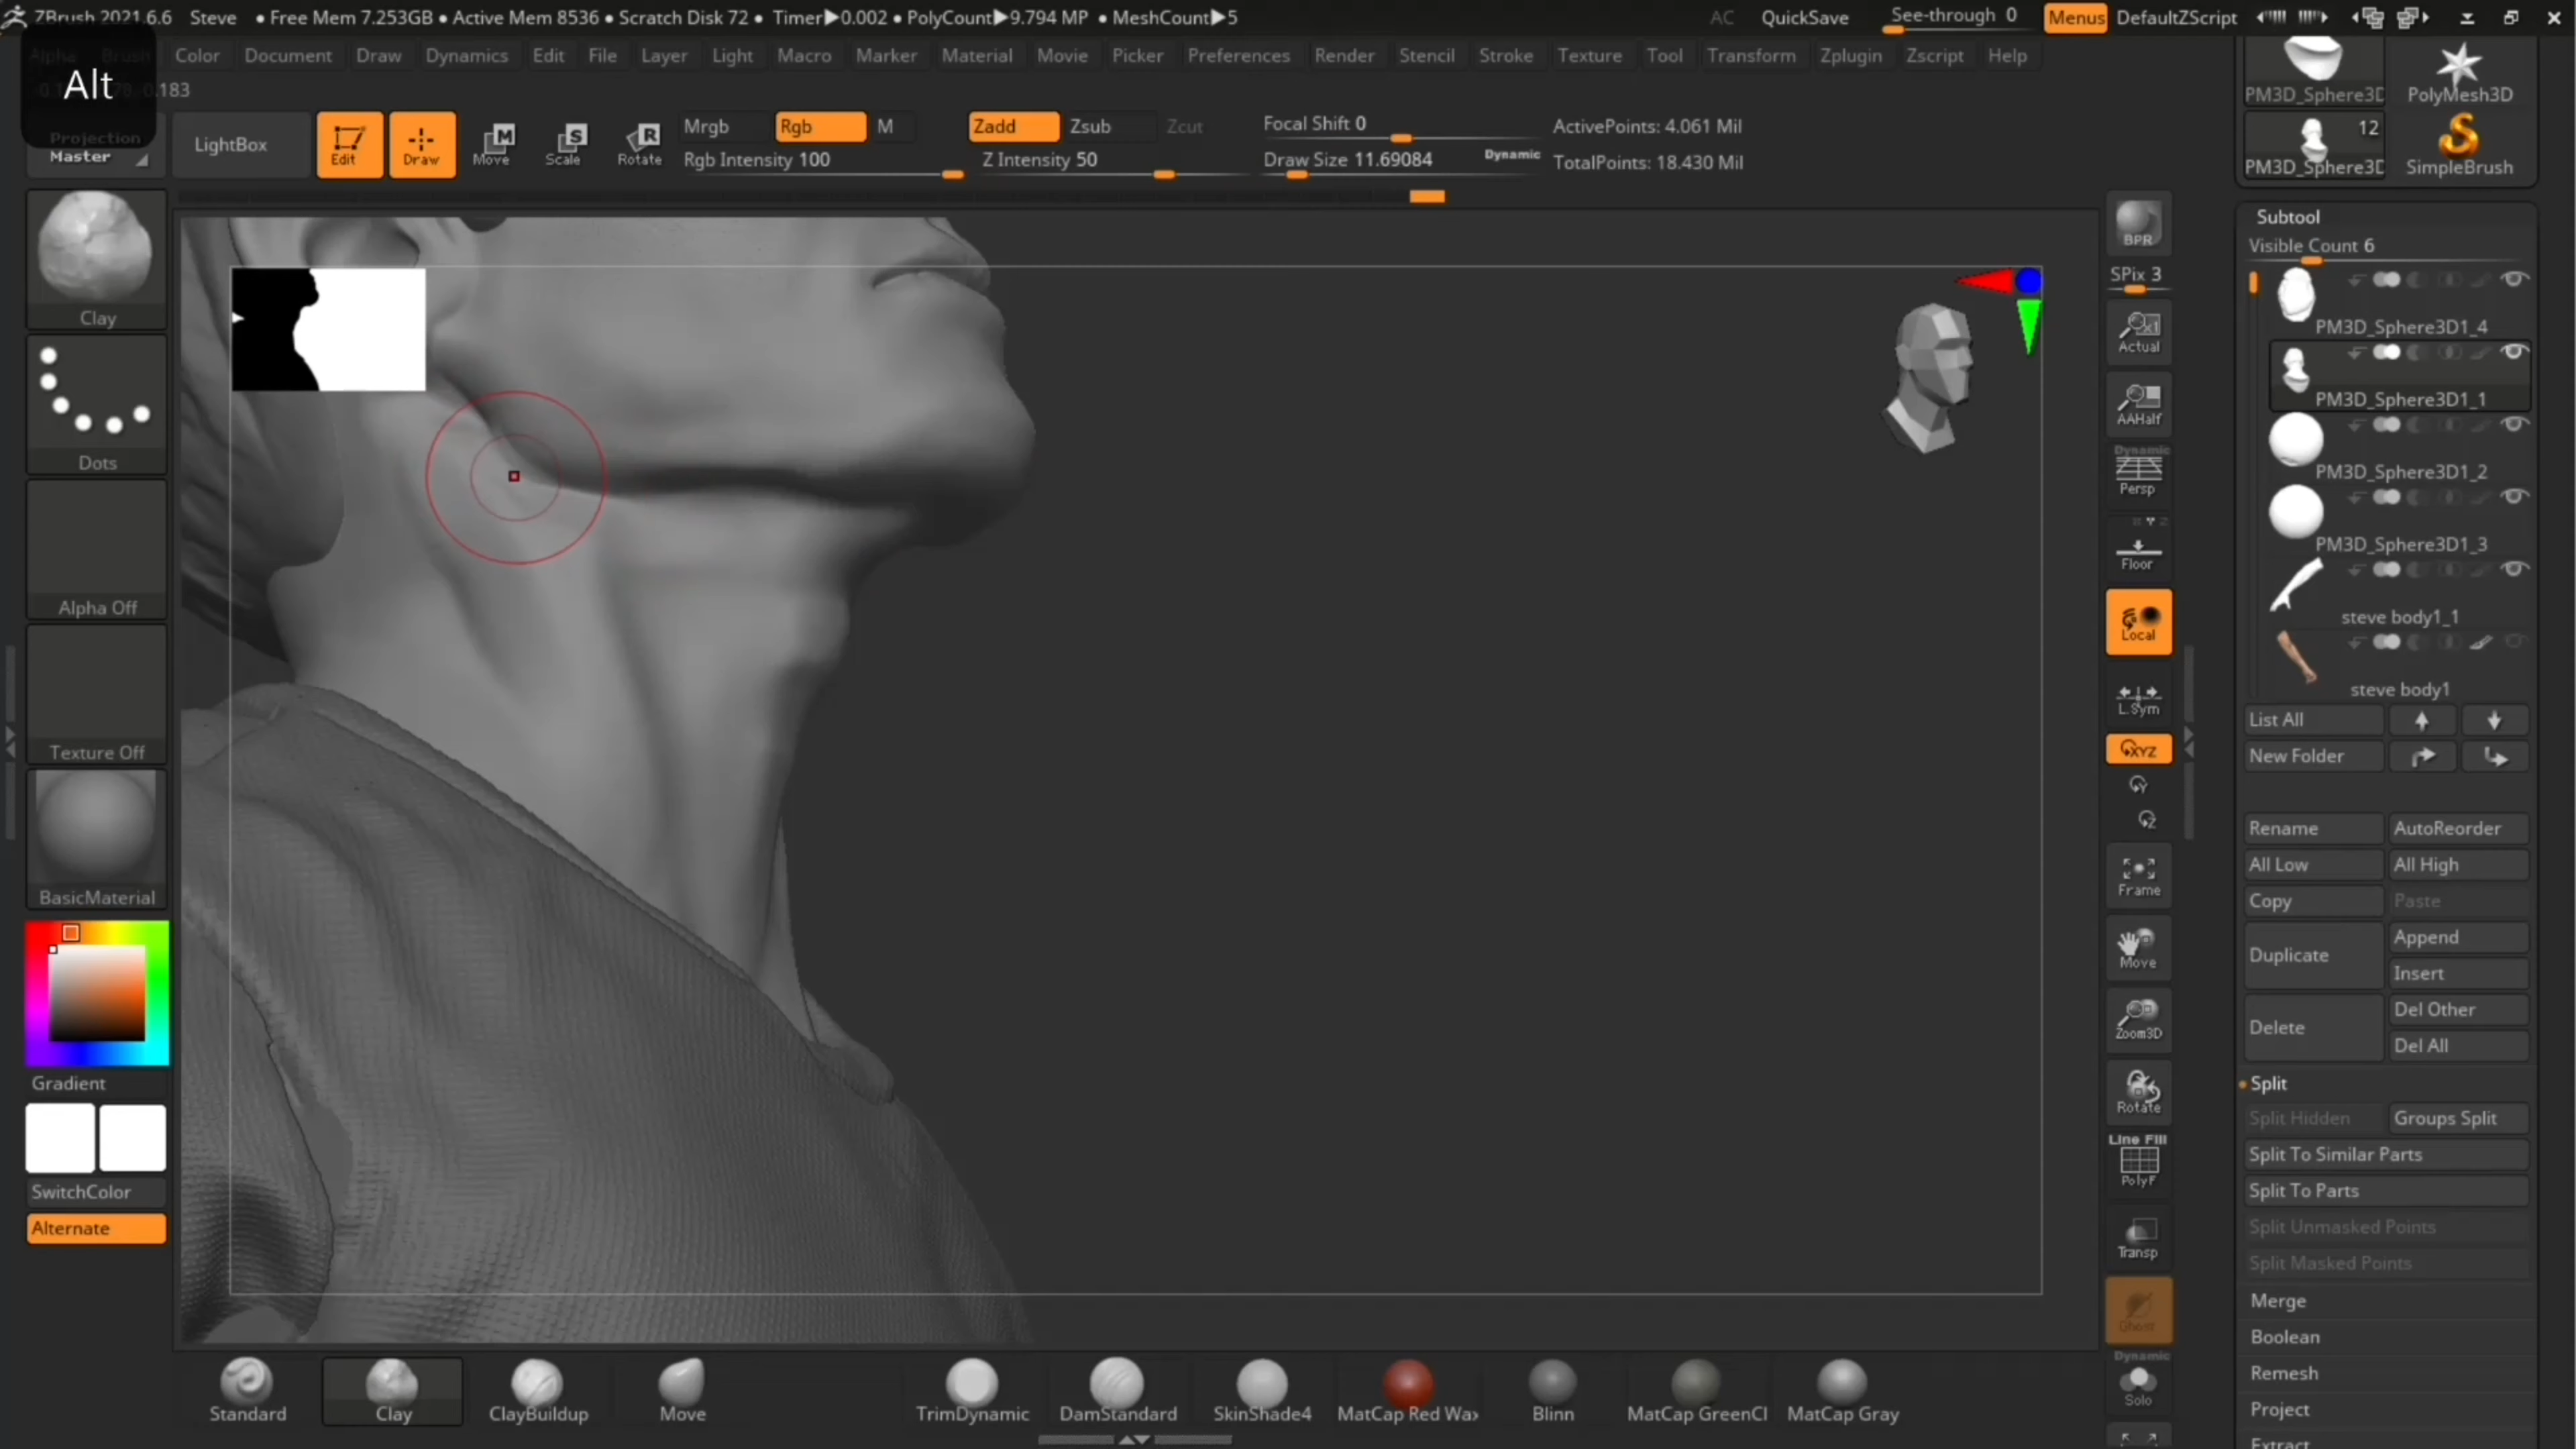 ZBrush 2021.6.6 Steve • Free Mem 7.253GB • Active Mem 8536 • Scratch Disk 72 • Timer▶0.002 • PolyCount▶9.794 MP • MeshCount▶5 AC QuickSave See-through 0 Menus DefaultZScript
Alpha Brush Color Document Draw Dynamics Edit File Layer Light Macro Marker Material Movie Picker Preferences Render Stencil Stroke Texture Tool Transform Zplugin Zscript Help
Alt
0.183
Projection
Master
LightBox
Edit
Draw
Move
Scale
Rotate
Mrgb Rgb M
Rgb Intensity 100
Zadd Zsub Zcut
Z Intensity 50
Focal Shift 0
Draw Size 11.69084
Dynamic
ActivePoints: 4.061 Mil
TotalPoints: 18.430 Mil
Clay
Dots
Alpha Off
Texture Off
BasicMaterial
Gradient
SwitchColor
Alternate
BPR
SPix 3
Actual
AAHalf
Dynamic
Persp
Floor
Local
L.Sym
XYZ
Frame
Move
Zoom3D
Rotate
Line Fill
PolyF
Transp
Ghost
Dynamic
Solo
PM3D_Sphere3D PolyMesh3D
12
PM3D_Sphere3D SimpleBrush
Subtool
Visible Count 6
PM3D_Sphere3D1_4
PM3D_Sphere3D1_1
PM3D_Sphere3D1_2
PM3D_Sphere3D1_3
steve body1_1
steve body1
List All
New Folder
Rename AutoReorder
All Low All High
Copy Paste
Duplicate Append
Insert
Delete Del Other
Del All
Split
Split Hidden Groups Split
Split To Similar Parts
Split To Parts
Split Unmasked Points
Split Masked Points
Merge
Boolean
Remesh
Project
Extract
Standard Clay ClayBuildup Move TrimDynamic DamStandard SkinShade4 MatCap Red Wax Blinn MatCap GreenCl MatCap Gray